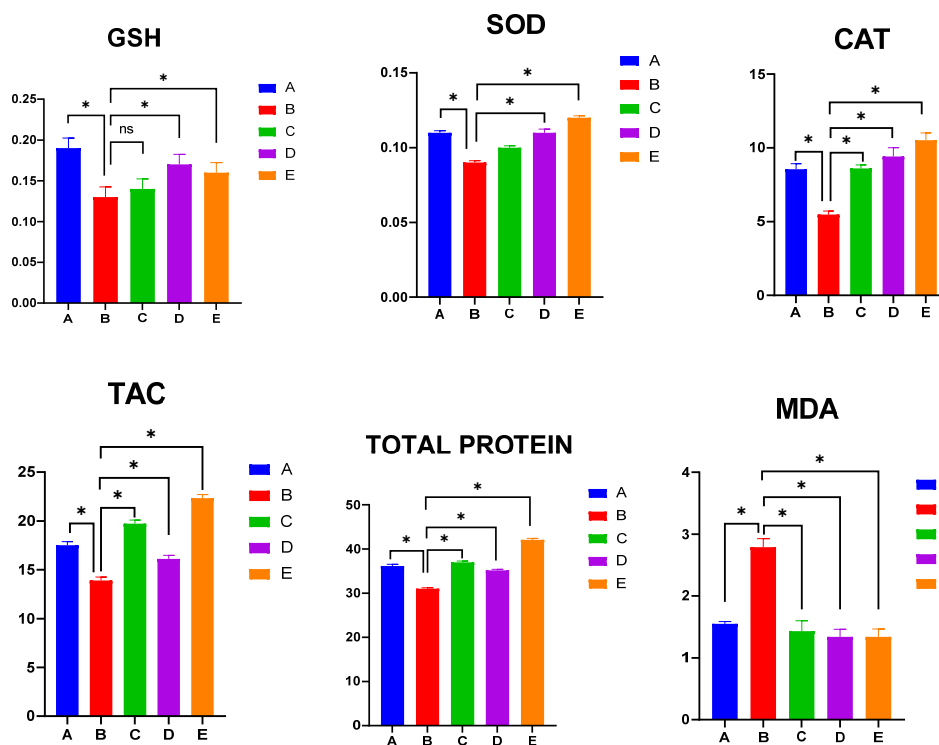 GSH
SOD
CAT
0.25
0.20
0.15
0.10
0.05
0.00
*
*
*
ns
A
B
C
D
E
A
B
C
D
E
0.15
0.10
0.05
0.00
*
*
*
A
B
C
D
E
A
B
C
D
E
15
10
5
0
*
*
*
*
A
B
C
D
E
TAC
TOTAL PROTEIN
MDA
25
20
15
10
5
0
*
*
*
*
A
B
C
D
E
A
B
C
D
E
50
40
30
20
10
0
*
*
*
*
A
B
C
D
E
A
B
C
D
E
4
3
2
1
0
*
*
*
*
A
B
C
D
E